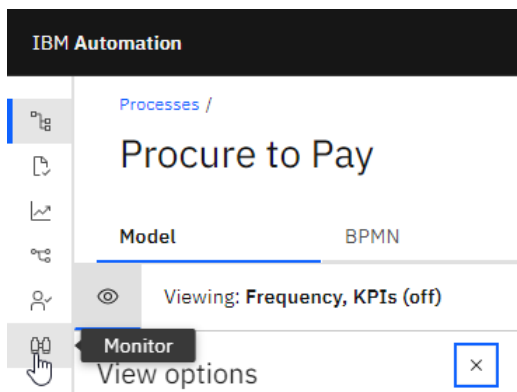 IBM Automation
Processes /
Procure to Pay
Model BPMN
Viewing: Frequency, KPIs (off)
Monitor
View options